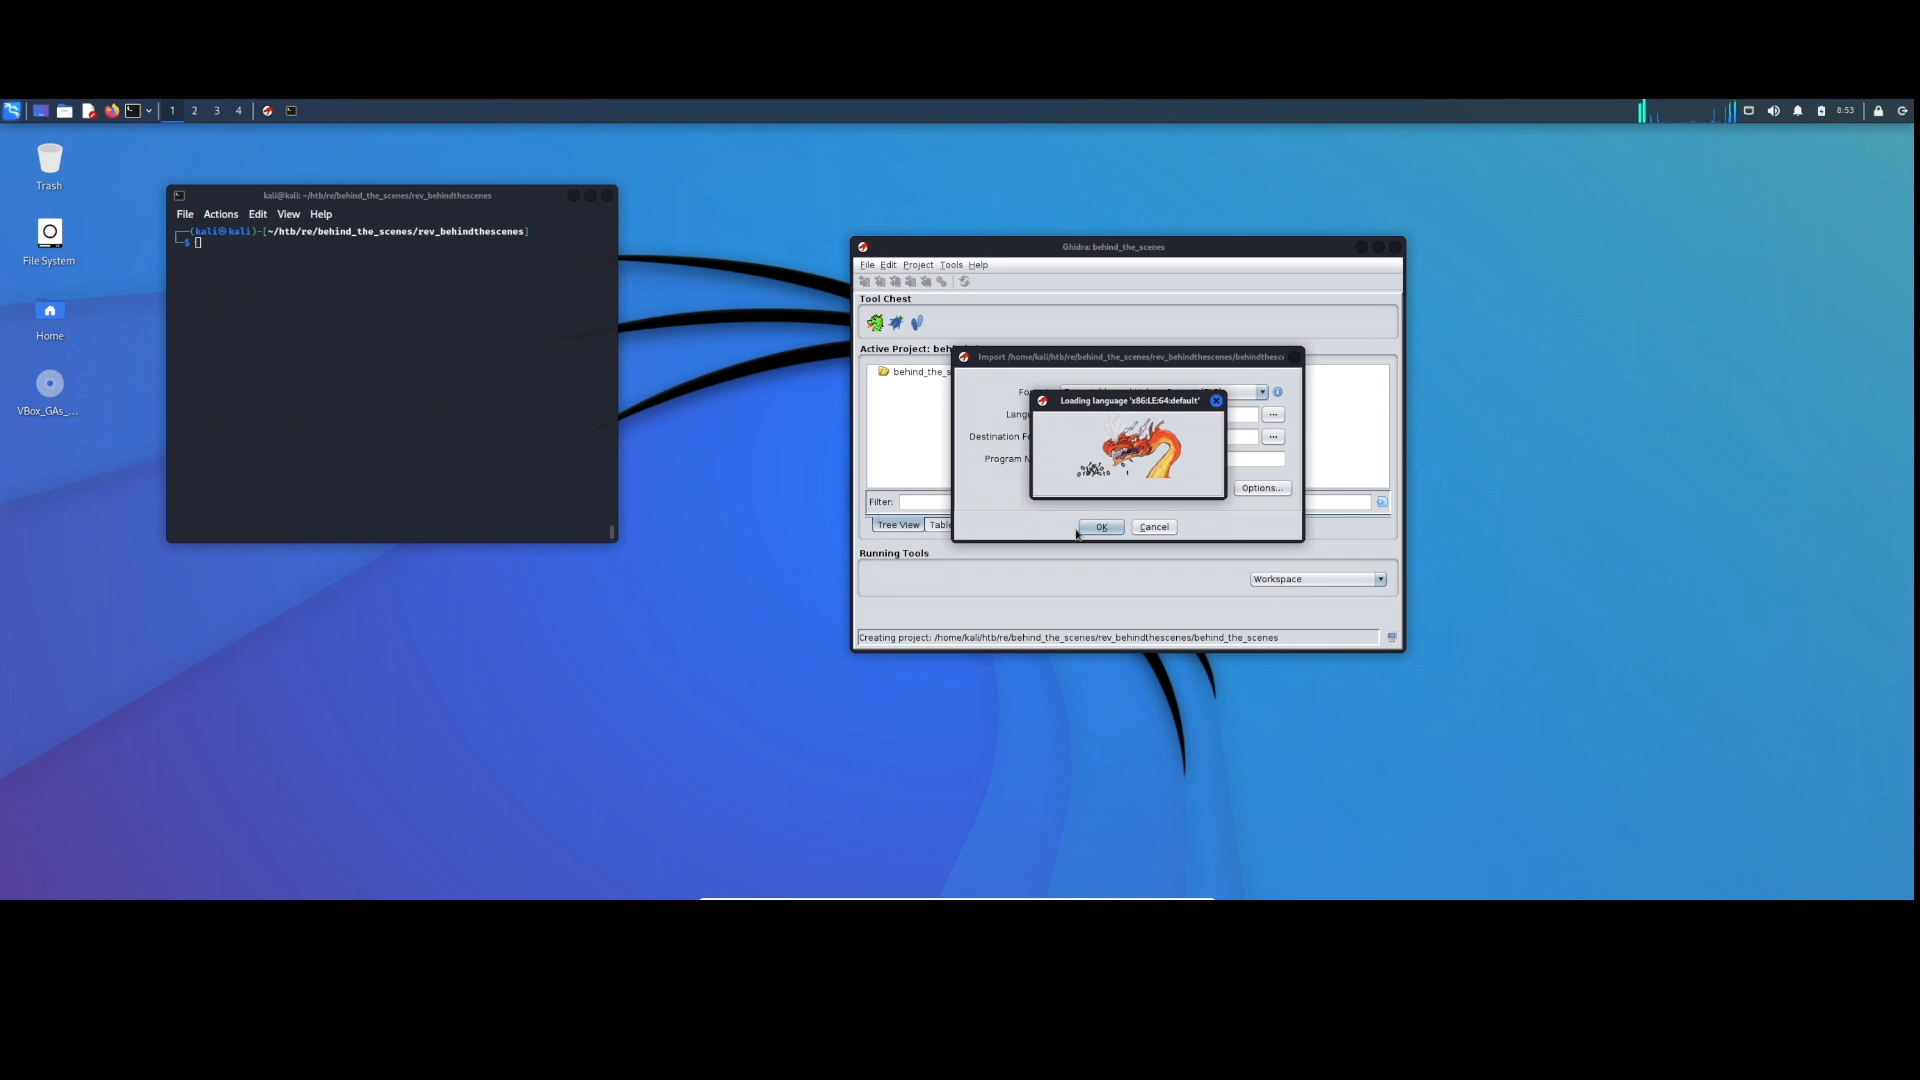 1 2 3 4
8:53
Trash
File System
Home
VBox_GAs_...
kali@kali: ~/htb/re/behind_the_scenes/rev_behindthescenes
File Actions Edit View Help
(kali㉿kali)-[~/htb/re/behind_the_scenes/rev_behindthescenes]
$
Ghidra: behind_the_scenes
File Edit Project Tools Help
Tool Chest
Active Project:
behind_the_s
Import /home/kali/htb/re/behind_the_scenes/rev_behindthescenes/behindthesc
Loading language 'x86:LE:64:default'
Destination
Program
Options...
OK Cancel
Filter:
Tree View Table
Running Tools
Workspace
Creating project: /home/kali/htb/re/behind_the_scenes/rev_behindthescenes/behind_the_scenes